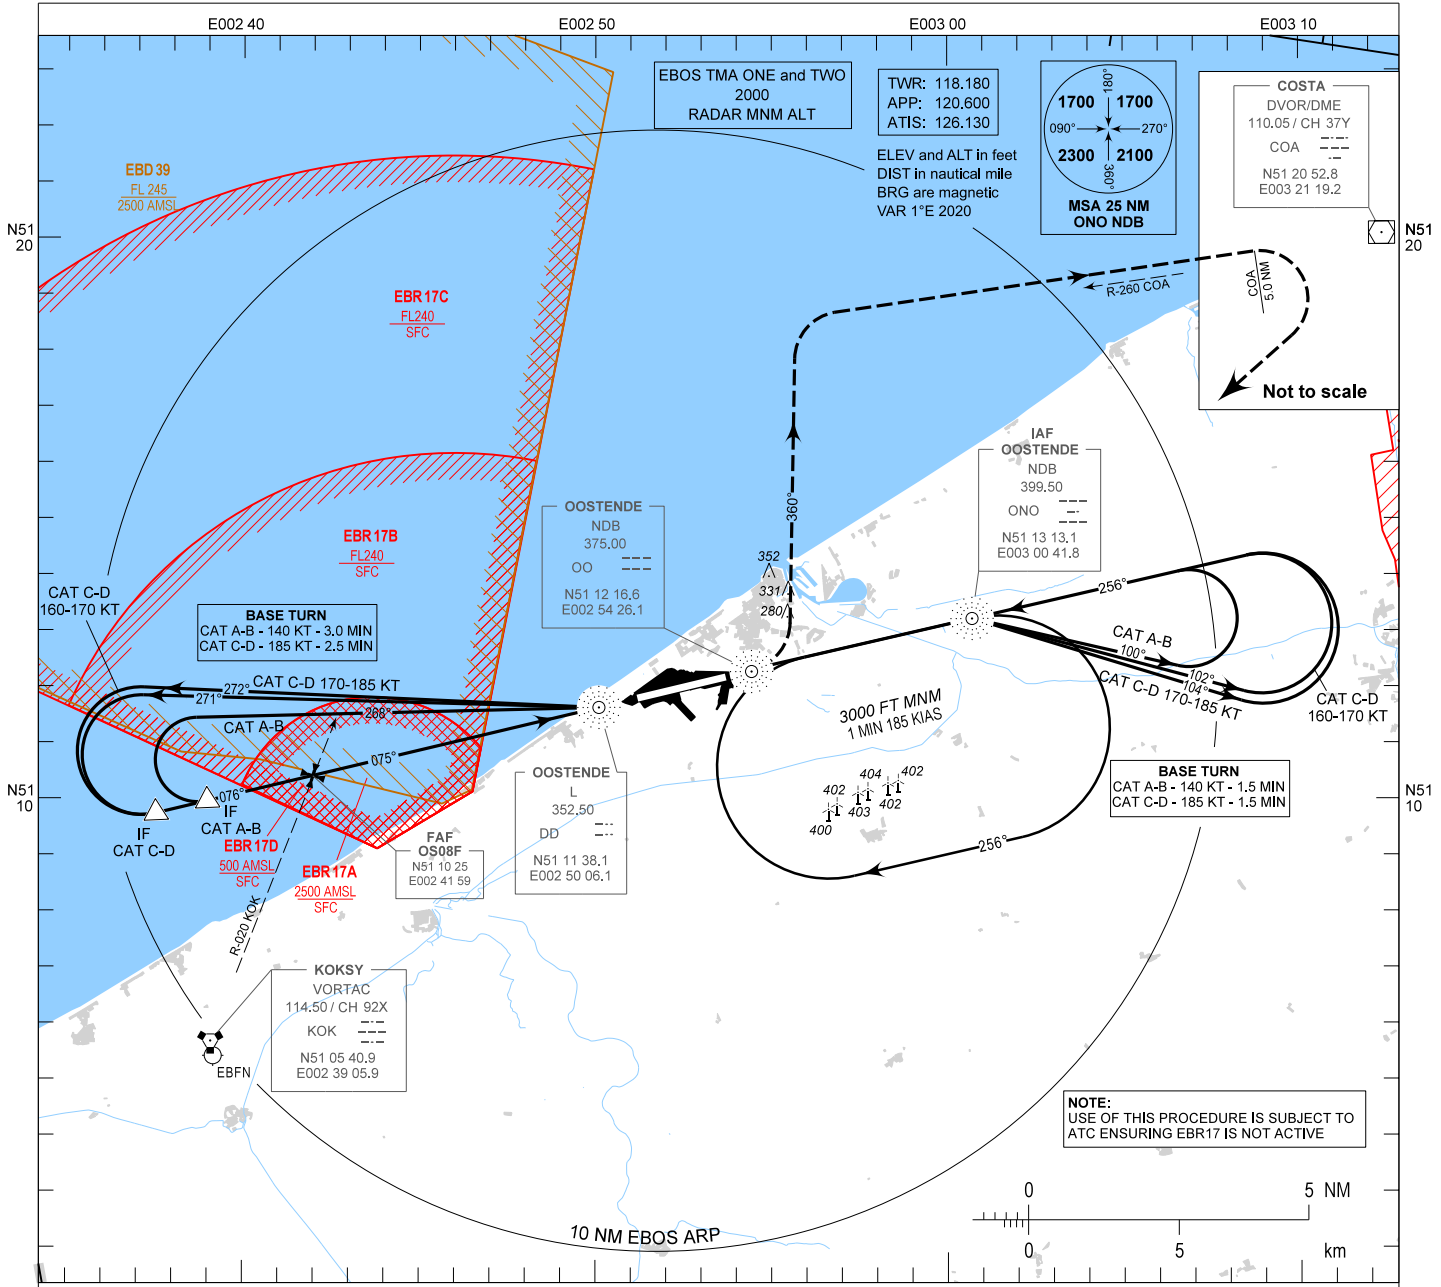 E002 40
E002 50
E003 00
E003 10
EBOS TMA ONE and TWO
2000
RADAR MNM ALT
TWR: 118.180
APP: 120.600
ATIS: 126.130
ELEV and ALT in feet
DIST in nautical mile
BRG are magnetic
VAR 1°E 2020
180°
1700 1700
090° 270°
2300 2100
360°
MSA 25 NM
ONO NDB
COSTA
DVOR/DME
110.05 / CH 37Y
COA
N51 20 52.8
E003 21 19.2
N51
20
N51
20
EBD 39
FL 245
2500 AMSL
EBR 17C
FL240
SFC
R-260 COA
COA
5.0 NM
Not to scale
IAF
OOSTENDE
NDB
399.50
ONO
N51 13 13.1
E003 00 41.8
OOSTENDE
NDB
375.00
OO
N51 12 16.6
E002 54 26.1
360°
EBR 17B
FL240
SFC
352
331
280
CAT C-D
160-170 KT
BASE TURN
CAT A-B - 140 KT - 3.0 MIN
CAT C-D - 185 KT - 2.5 MIN
256°
CAT A-B
100°
102°
104°
CAT C-D 170-185 KT
CAT C-D
160-170 KT
272°
CAT C-D 170-185 KT
271°
268°
CAT A-B
075°
076°
3000 FT MNM
1 MIN 185 KIAS
BASE TURN
CAT A-B - 140 KT - 1.5 MIN
CAT C-D - 185 KT - 1.5 MIN
N51
10
N51
10
404
402
402
403
402
400
256°
OOSTENDE
L
352.50
DD
N51 11 38.1
E002 50 06.1
IF
CAT A-B
IF
CAT C-D
EBR 17D
500 AMSL
SFC
EBR 17A
2500 AMSL
SFC
FAF
OS08F
N51 10 25
E002 41 59
R-020 KOK
KOKSY
VORTAC
114.50 / CH 92X
KOK
N51 05 40.9
E002 39 05.9
EBFN
NOTE:
USE OF THIS PROCEDURE IS SUBJECT TO
ATC ENSURING EBR17 IS NOT ACTIVE
0 5 NM
0 5 km
10 NM EBOS ARP